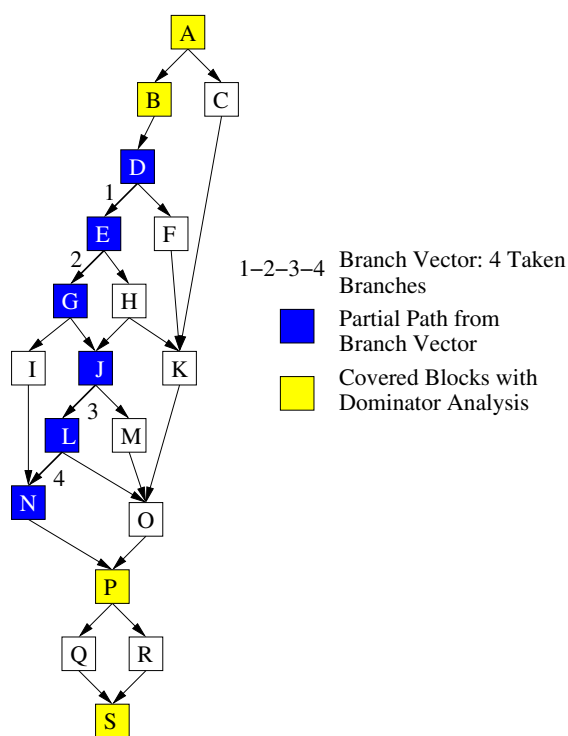 A
B
C
D
1
E
F
2
G
H
I
J
K
3
L
M
4
N
O
P
Q
R
S
1−2−3−4
Branch Vector: 4 Taken
Branches
Partial Path from
Branch Vector
Covered Blocks with
Dominator Analysis